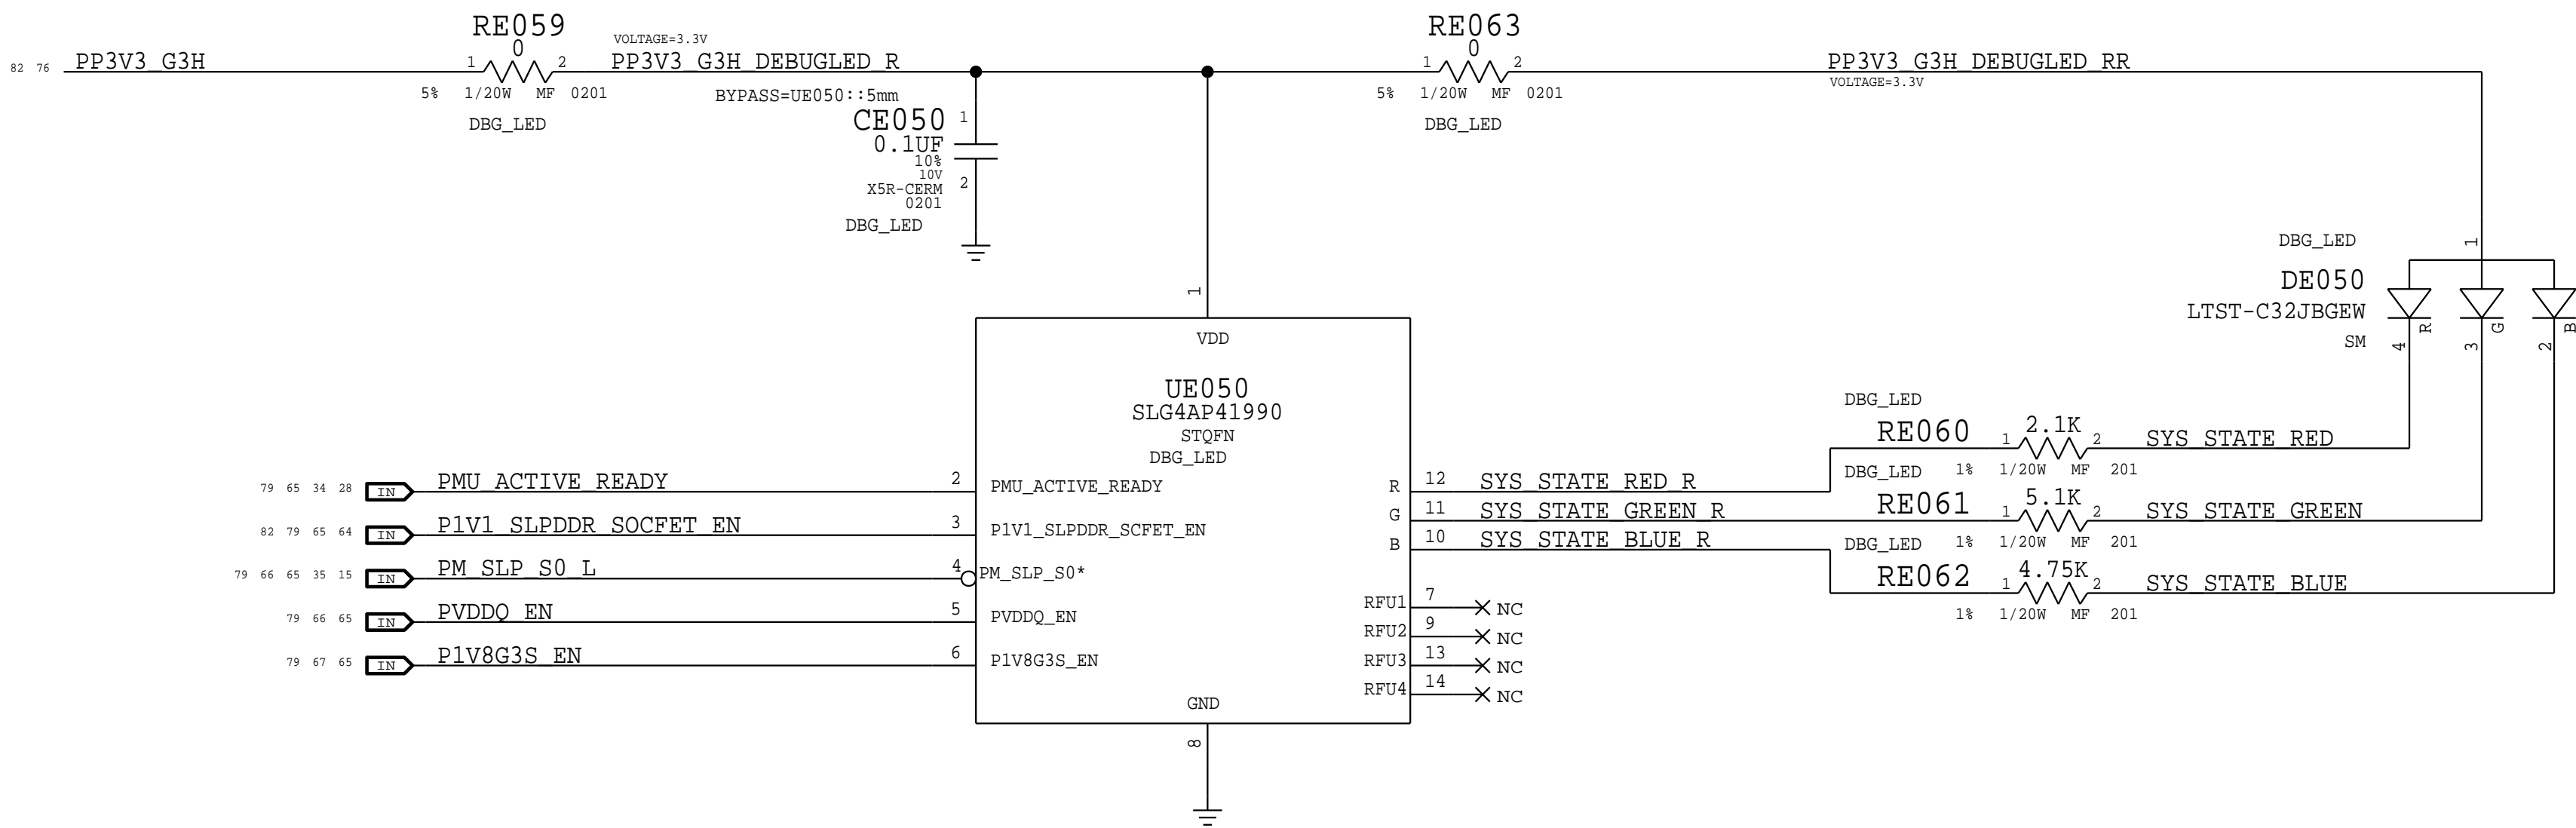 RE059
0
82 76
PP3V3_G3H
1
2
5%
1/20W
MF
0201
DBG_LED
VOLTAGE=3.3V
PP3V3_G3H_DEBUGLED_R
BYPASS=UE050::5mm
CE050
0.1UF
10%
10V
X5R-CERM
0201
DBG_LED
1
2
RE063
0
1
2
5%
1/20W
MF
0201
DBG_LED
PP3V3_G3H_DEBUGLED_RR
VOLTAGE=3.3V
DBG_LED
DE050
LTST-C32JBGEW
SM
1
R
G
B
4
3
2
1
VDD
UE050
SLG4AP41990
STQFN
DBG_LED
79 65 34 28
IN
PMU_ACTIVE_READY
2
PMU_ACTIVE_READY
82 79 65 64
IN
P1V1_SLPDDR_SOCFET_EN
3
P1V1_SLPDDR_SCFET_EN
79 66 65 35 15
IN
PM_SLP_S0_L
4
PM_SLP_S0*
79 66 65
IN
PVDDQ_EN
5
PVDDQ_EN
79 67 65
IN
P1V8G3S_EN
6
P1V8G3S_EN
R
12
SYS_STATE_RED_R
G
11
SYS_STATE_GREEN_R
B
10
SYS_STATE_BLUE_R
RFU1
7
NC
RFU2
9
NC
RFU3
13
NC
RFU4
14
NC
GND
8
DBG_LED
RE060
1
2.1K
2
SYS_STATE_RED
1%
1/20W
MF
201
DBG_LED
RE061
1
5.1K
2
SYS_STATE_GREEN
1%
1/20W
MF
201
DBG_LED
RE062
1
4.75K
2
SYS_STATE_BLUE
1%
1/20W
MF
201